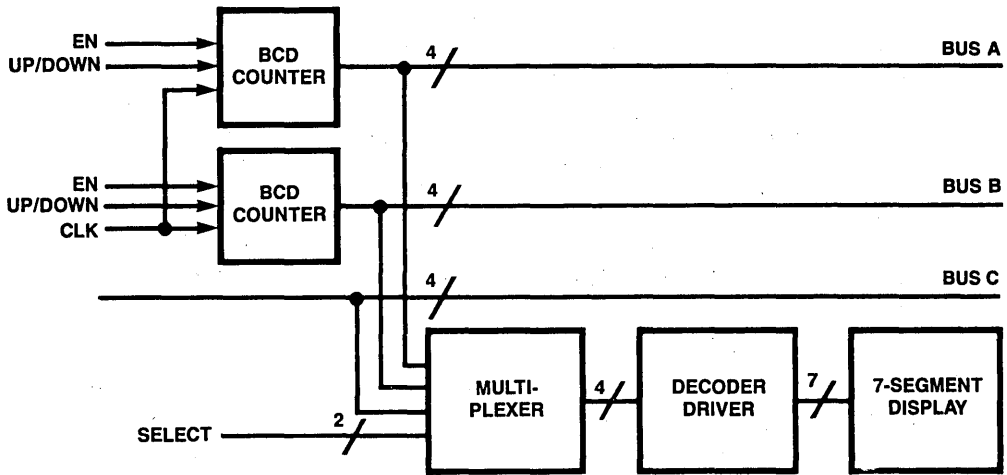 EN
UP/DOWN
BCD
COUNTER
4
BUS A
EN
UP/DOWN
CLK
BCD
COUNTER
4
BUS B
4
BUS C
SELECT
2
MULTI-
PLEXER
4
DECODER
DRIVER
7
7-SEGMENT
DISPLAY